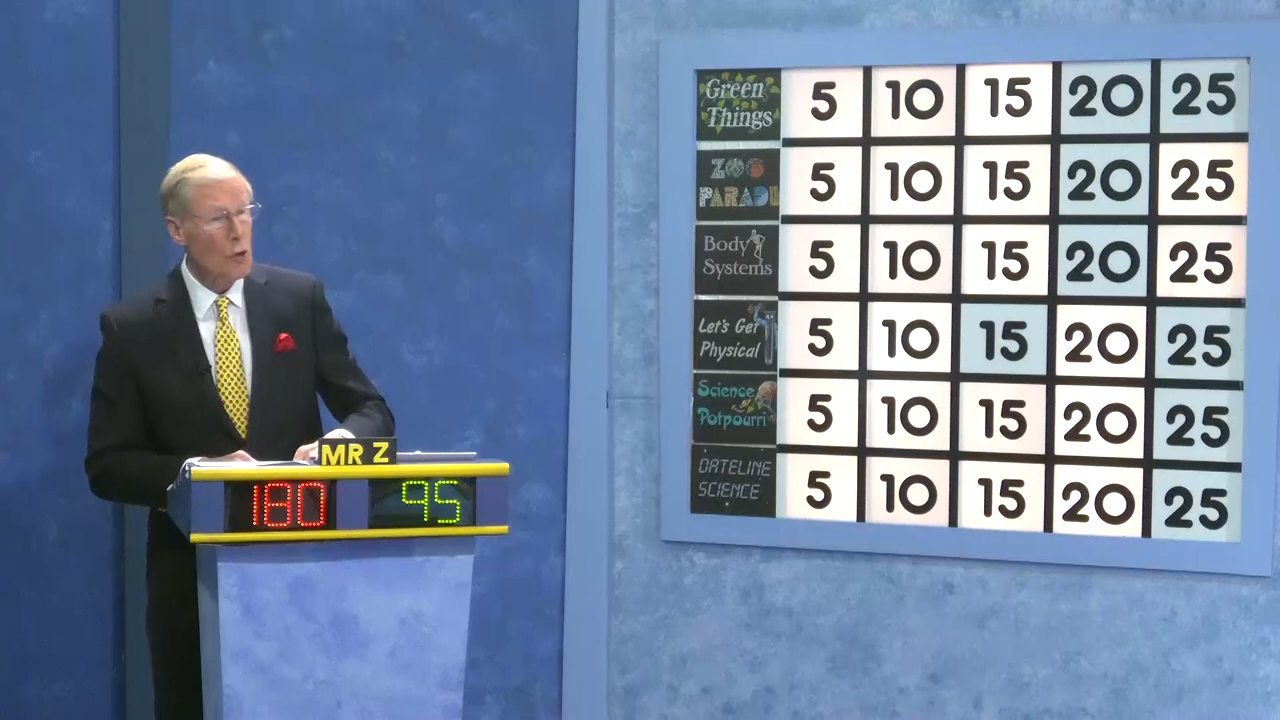 Green
Things
5 10 15 20 25
ZOO
5 10 15 20 25
Body
Systems
5 10 15 20 25
Let's Get
Physical
5 10 15 20 25
Science
Potpourri
5 10 15 20 25
DATELINE
SCIENCE
5 10 15 20 25
MR Z
180 95